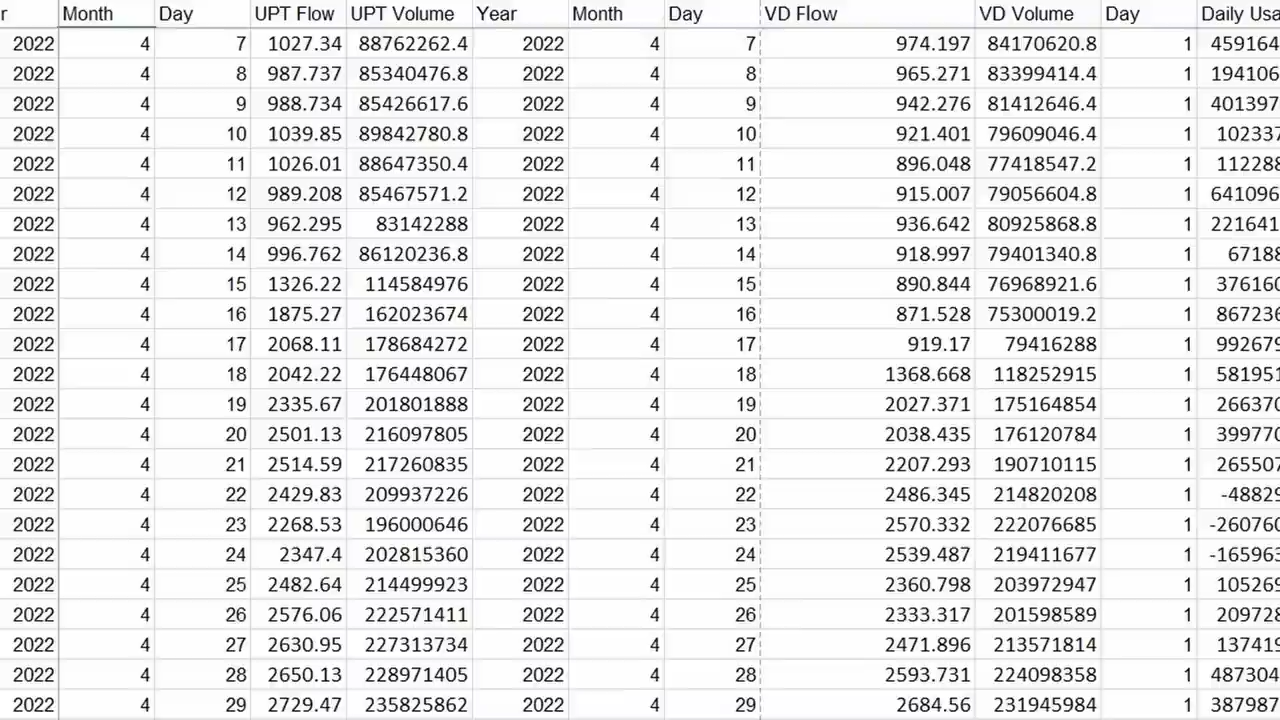 r Month Day UPT Flow UPT Volume Year Month Day VD Flow VD Volume Day Daily Usa
2022 4 7 1027.34 88762262.4 2022 4 7 974.197 84170620.8 1 459164
2022 4 8 987.737 85340476.8 2022 4 8 965.271 83399414.4 1 194106
2022 4 9 988.734 85426617.6 2022 4 9 942.276 81412646.4 1 401397
2022 4 10 1039.85 89842780.8 2022 4 10 921.401 79609046.4 1 102337
2022 4 11 1026.01 88647350.4 2022 4 11 896.048 77418547.2 1 112288
2022 4 12 989.208 85467571.2 2022 4 12 915.007 79056604.8 1 641096
2022 4 13 962.295 83142288 2022 4 13 936.642 80925868.8 1 221641
2022 4 14 996.762 86120236.8 2022 4 14 918.997 79401340.8 1 67188
2022 4 15 1326.22 114584976 2022 4 15 890.844 76968921.6 1 376160
2022 4 16 1875.27 162023674 2022 4 16 871.528 75300019.2 1 867236
2022 4 17 2068.11 178684272 2022 4 17 919.17 79416288 1 992679
2022 4 18 2042.22 176448067 2022 4 18 1368.668 118252915 1 581951
2022 4 19 2335.67 201801888 2022 4 19 2027.371 175164854 1 266370
2022 4 20 2501.13 216097805 2022 4 20 2038.435 176120784 1 399770
2022 4 21 2514.59 217260835 2022 4 21 2207.293 190710115 1 265507
2022 4 22 2429.83 209937226 2022 4 22 2486.345 214820208 1 -48829
2022 4 23 2268.53 196000646 2022 4 23 2570.332 222076685 1 -260760
2022 4 24 2347.4 202815360 2022 4 24 2539.487 219411677 1 -165963
2022 4 25 2482.64 214499923 2022 4 25 2360.798 203972947 1 105269
2022 4 26 2576.06 222571411 2022 4 26 2333.317 201598589 1 209728
2022 4 27 2630.95 227313734 2022 4 27 2471.896 213571814 1 137419
2022 4 28 2650.13 228971405 2022 4 28 2593.731 224098358 1 487304
2022 4 29 2729.47 235825862 2022 4 29 2684.56 231945984 1 387987